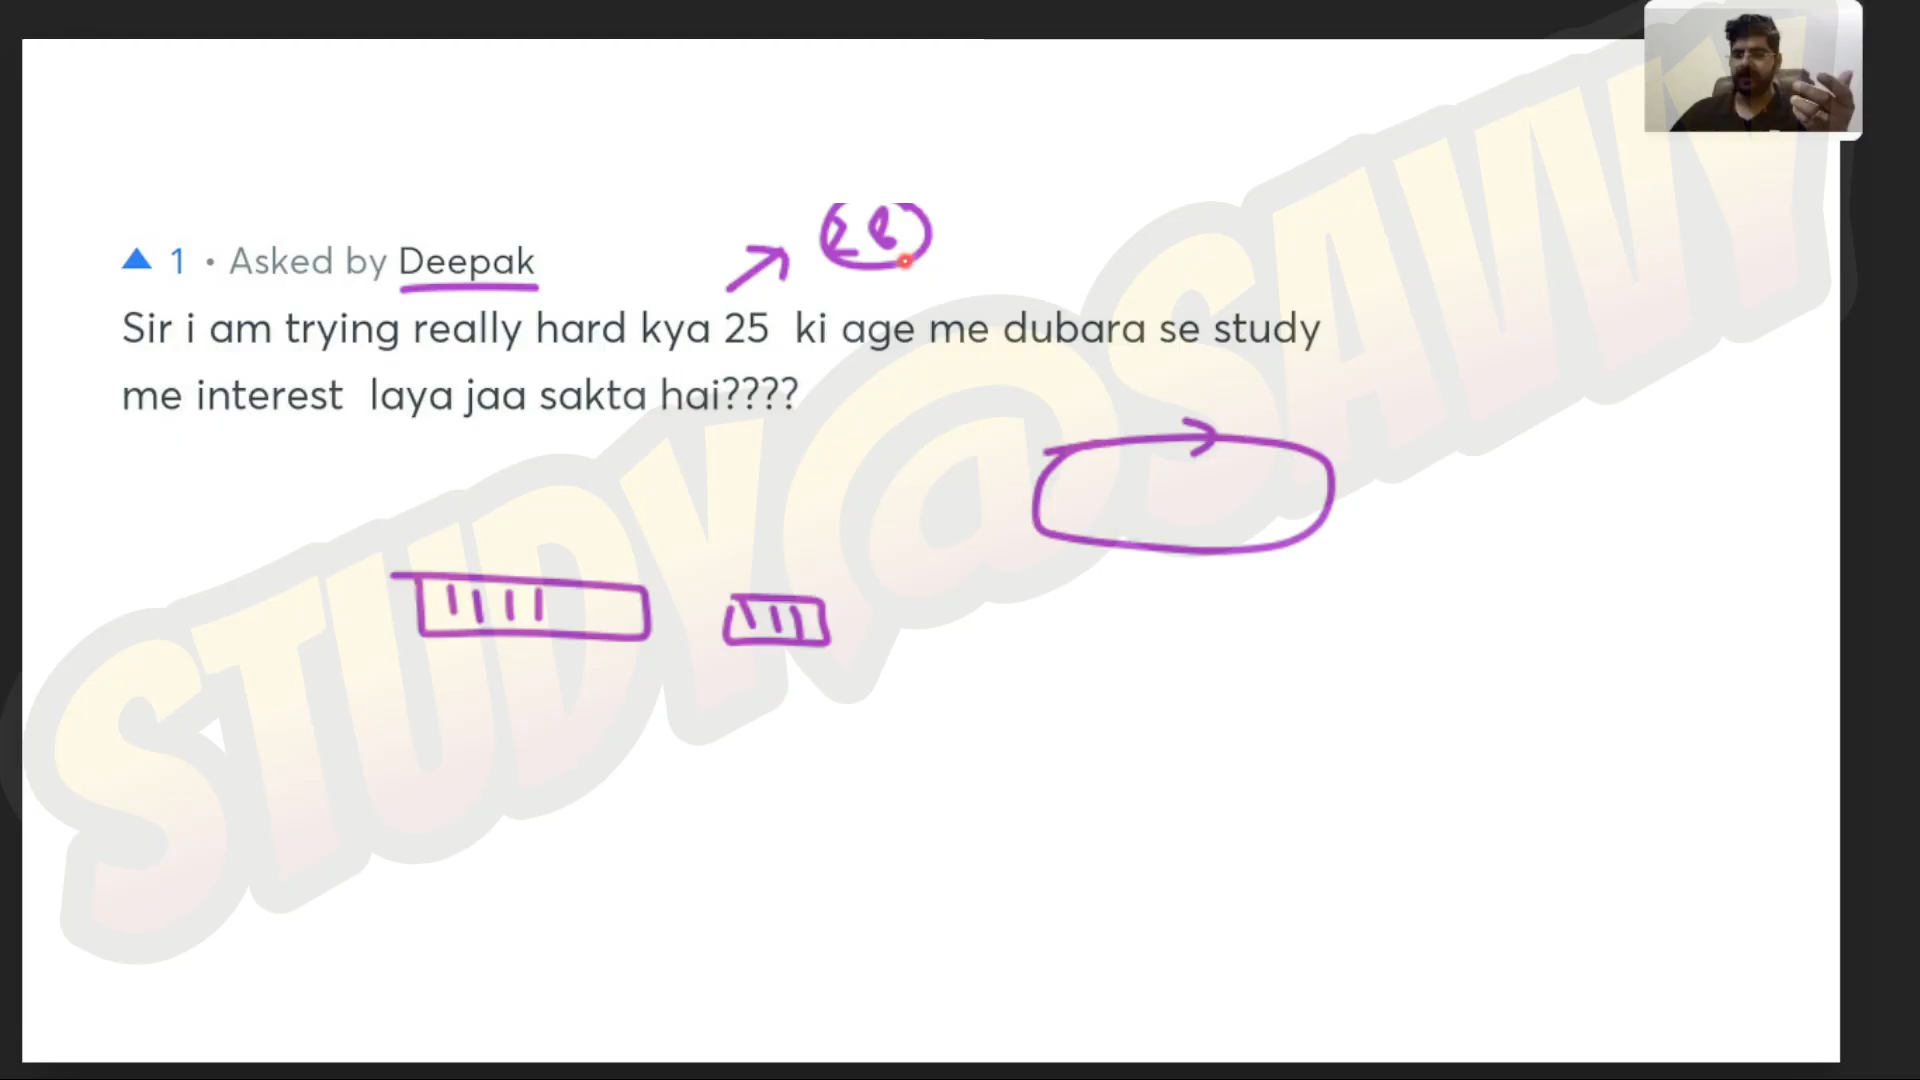 28
▲ 1 • Asked by Deepak
Sir i am trying really hard kya 25 ki age me dubara se study
me interest laya jaa sakta hai????
STUDY@SAVVY